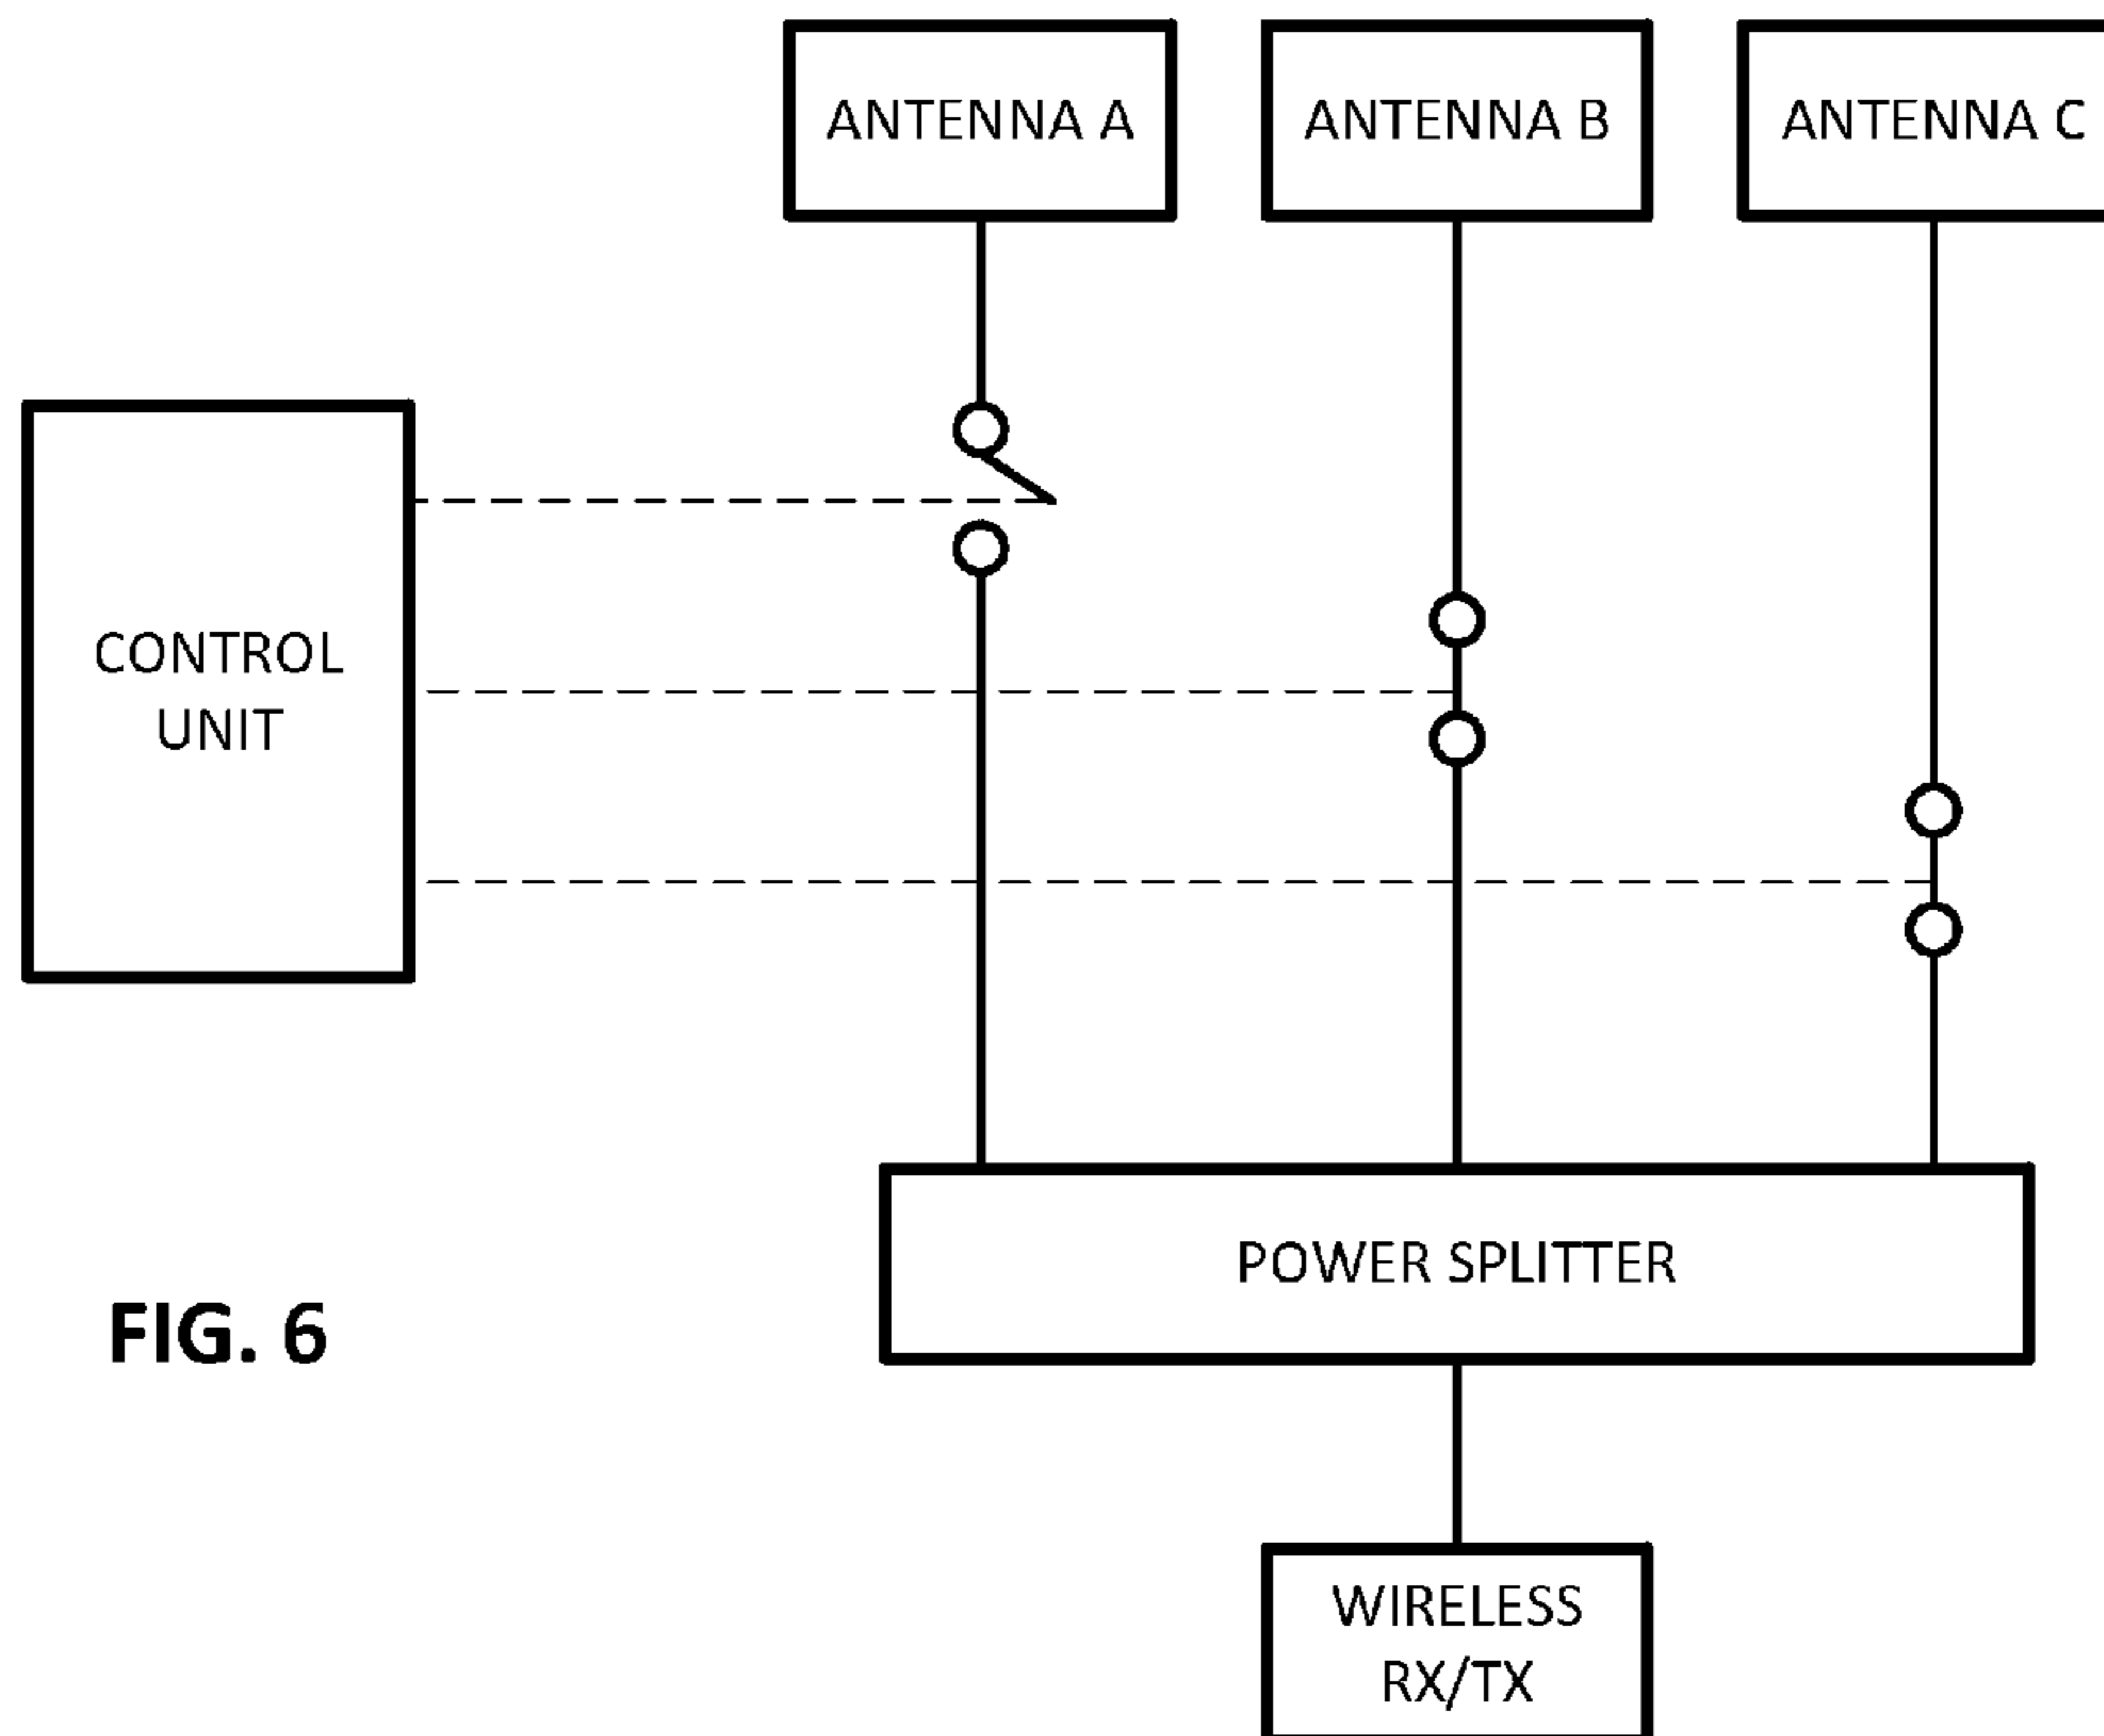 ANTENNA A
ANTENNA B
ANTENNA C
CONTROL
UNIT
POWER SPLITTER
FIG. 6
WIRELESS
RX/TX